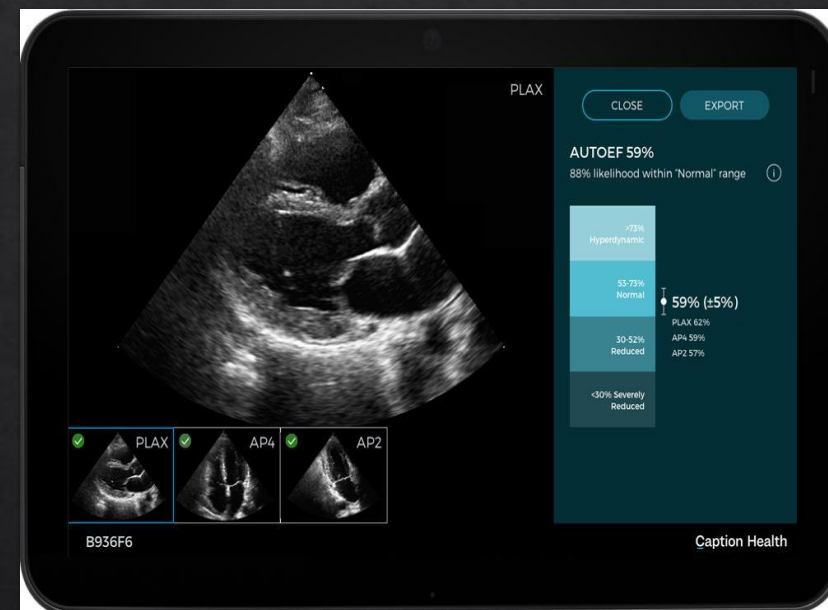 PLAX
CLOSE
EXPORT
AUTOEF 59%
88% likelihood within "Normal" range
i
>73%
Hyperdynamic
53-73%
Normal
59% (±5%)
PLAX 62%
30-52%
Reduced
AP4 59%
AP2 57%
<30% Severely
Reduced
PLAX
AP4
AP2
B936F6
Caption Health